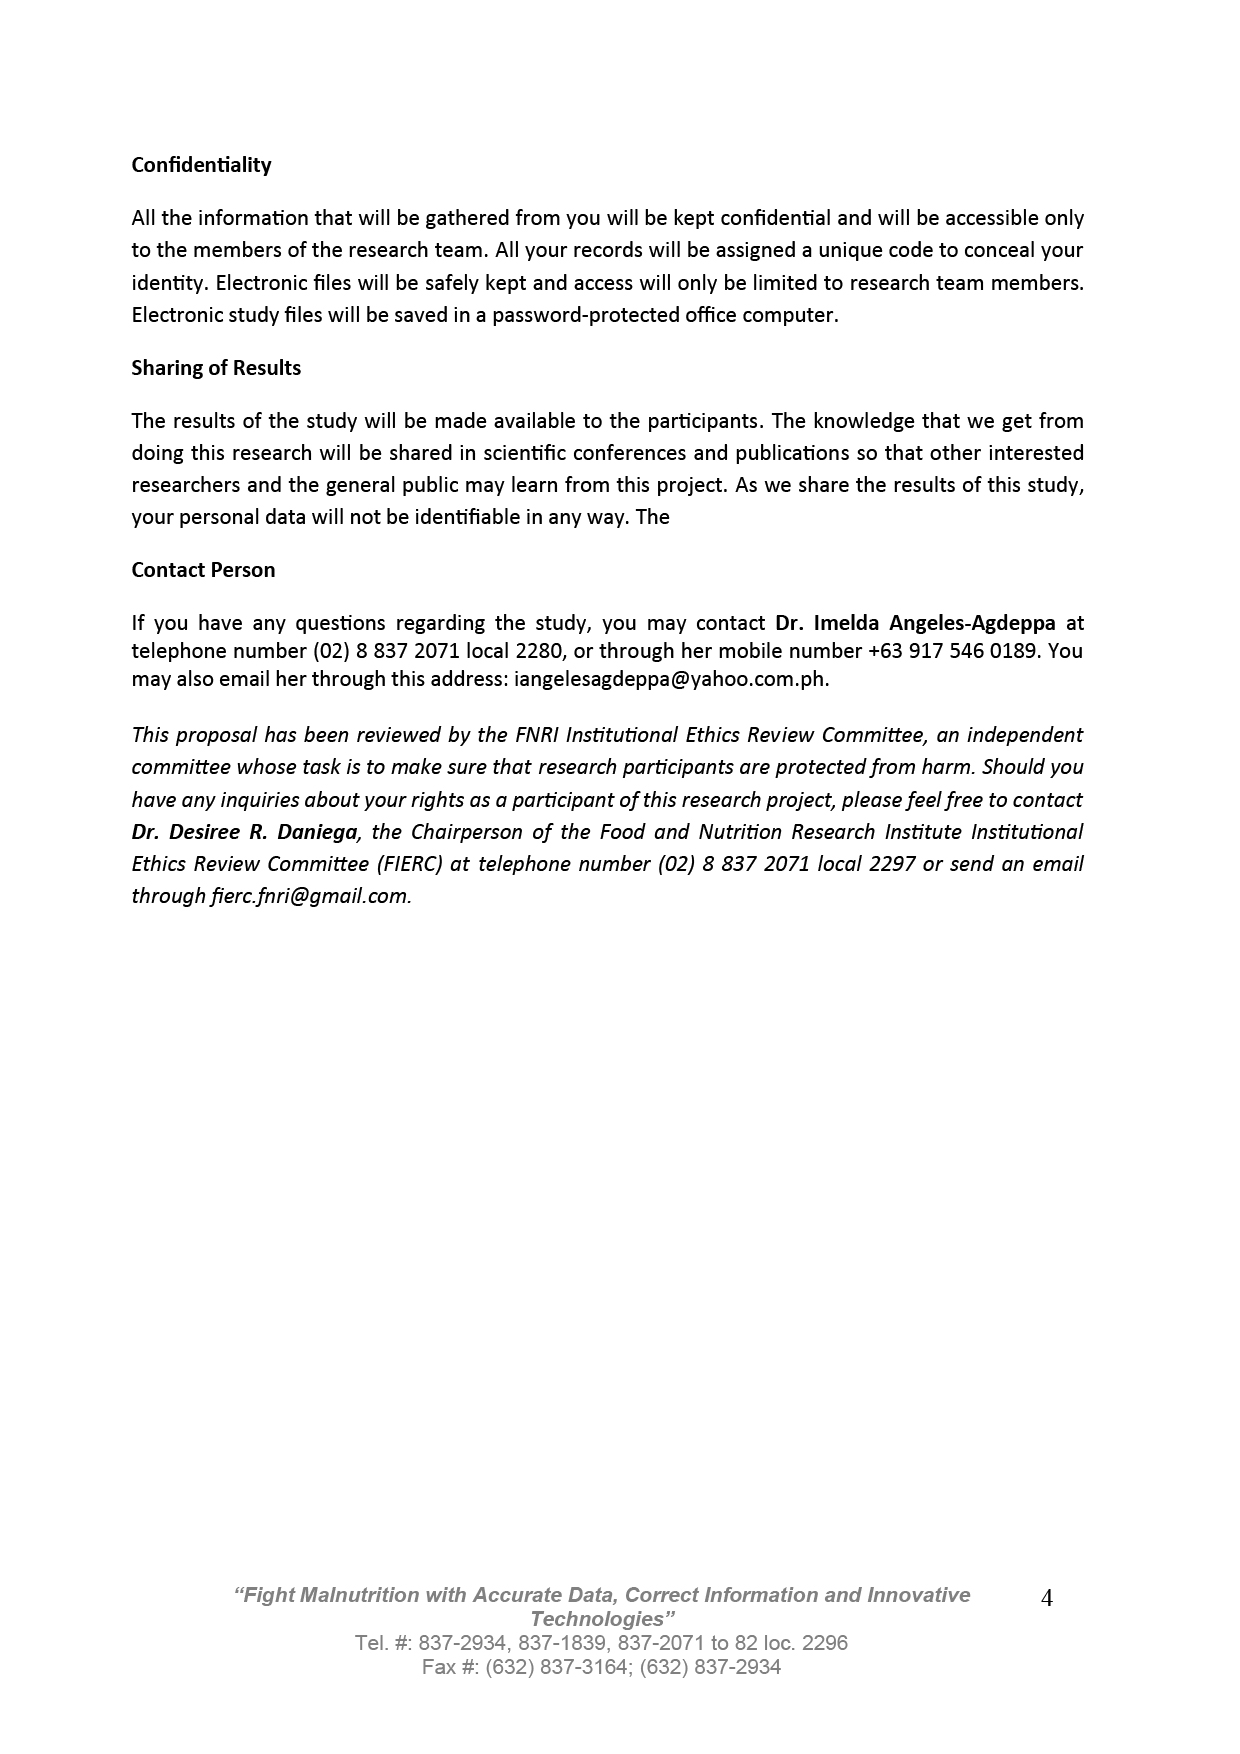 Confidentiality
All the information that will be gathered from you will be kept confidential and will be accessible only
to the members of the research team. All your records will be assigned a unique code to conceal your
identity. Electronic files will be safely kept and access will only be limited to research team members.
Electronic study files will be saved in a password-protected office computer.
Sharing of Results
The results of the study will be made available to the participants. The knowledge that we get from
doing this research will be shared in scientific conferences and publications so that other interested
researchers and the general public may learn from this project. As we share the results of this study,
your personal data will not be identifiable in any way. The
Contact Person
If you have any questions regarding the study, you may contact Dr. Imelda Angeles-Agdeppa at
telephone number (02) 8 837 2071 local 2280, or through her mobile number +63 917 546 0189. You
may also email her through this address: iangelesagdeppa@yahoo.com.ph.
This proposal has been reviewed by the FNRI Institutional Ethics Review Committee, an independent
committee whose task is to make sure that research participants are protected from harm. Should you
have any inquiries about your rights as a participant of this research project, please feel free to contact
Dr. Desiree R. Daniega, the Chairperson of the Food and Nutrition Research Institute Institutional
Ethics Review Committee (FIERC) at telephone number (02) 8 837 2071 local 2297 or send an email
through fierc.fnri@gmail.com.
“Fight Malnutrition with Accurate Data, Correct Information and Innovative
Technologies”
Tel. #: 837-2934, 837-1839, 837-2071 to 82 loc. 2296
Fax #: (632) 837-3164; (632) 837-2934
4